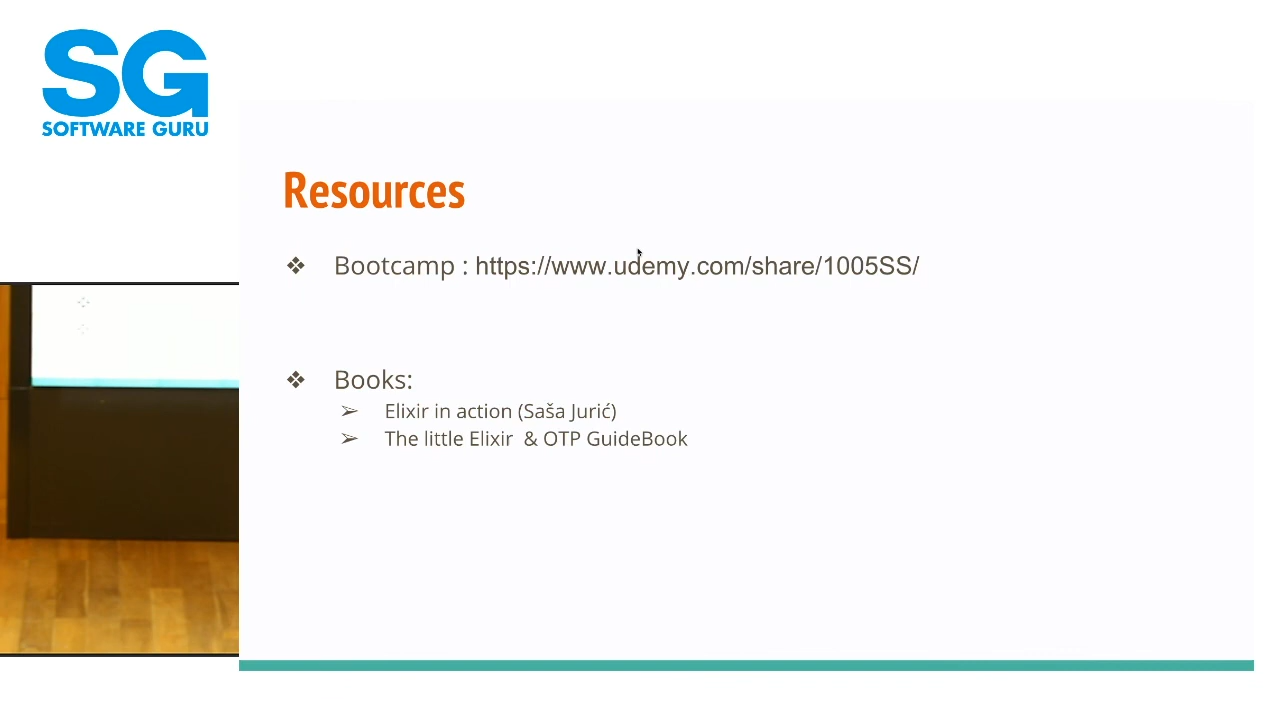 SG
SOFTWARE GURU
Resources
❖ Bootcamp : https://www.udemy.com/share/1005SS/
❖ Books:
➢ Elixir in action (Saša Jurić)
➢ The little Elixir & OTP GuideBook